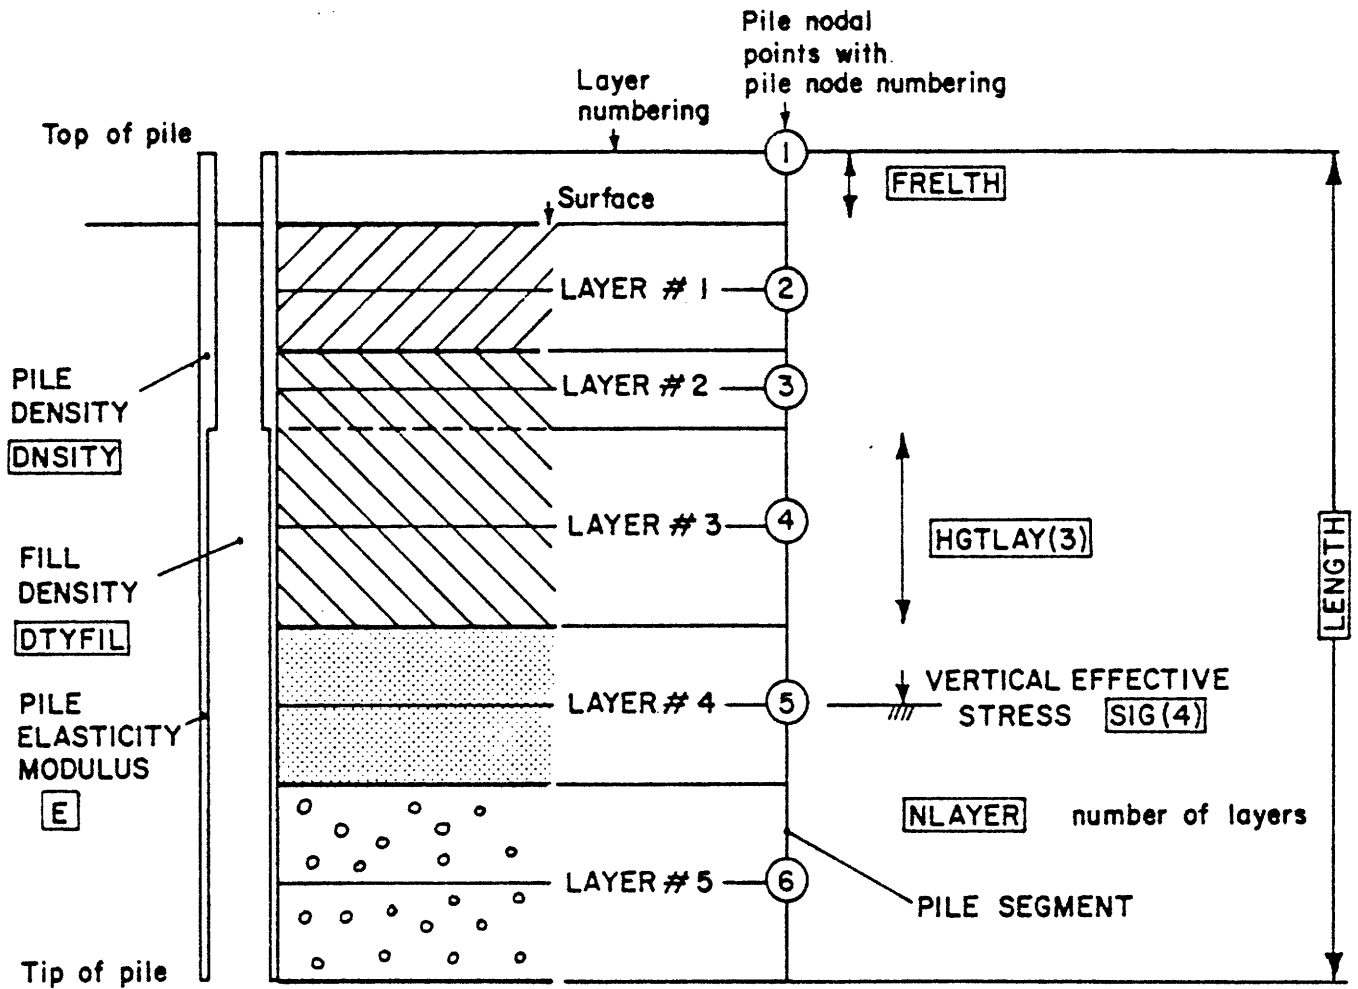 Pile nodal
points with
pile node numbering
Layer
numbering
Top of pile
1
FRELTH
Surface
LAYER # 1
2
LAYER # 2
3
PILE
DENSITY
DNSITY
LAYER # 3
4
HGTLAY(3)
LENGTH
FILL
DENSITY
DTYFIL
LAYER # 4
5
VERTICAL EFFECTIVE
STRESS SIG(4)
PILE
ELASTICITY
MODULUS
E
NLAYER number of layers
LAYER # 5
6
PILE SEGMENT
Tip of pile